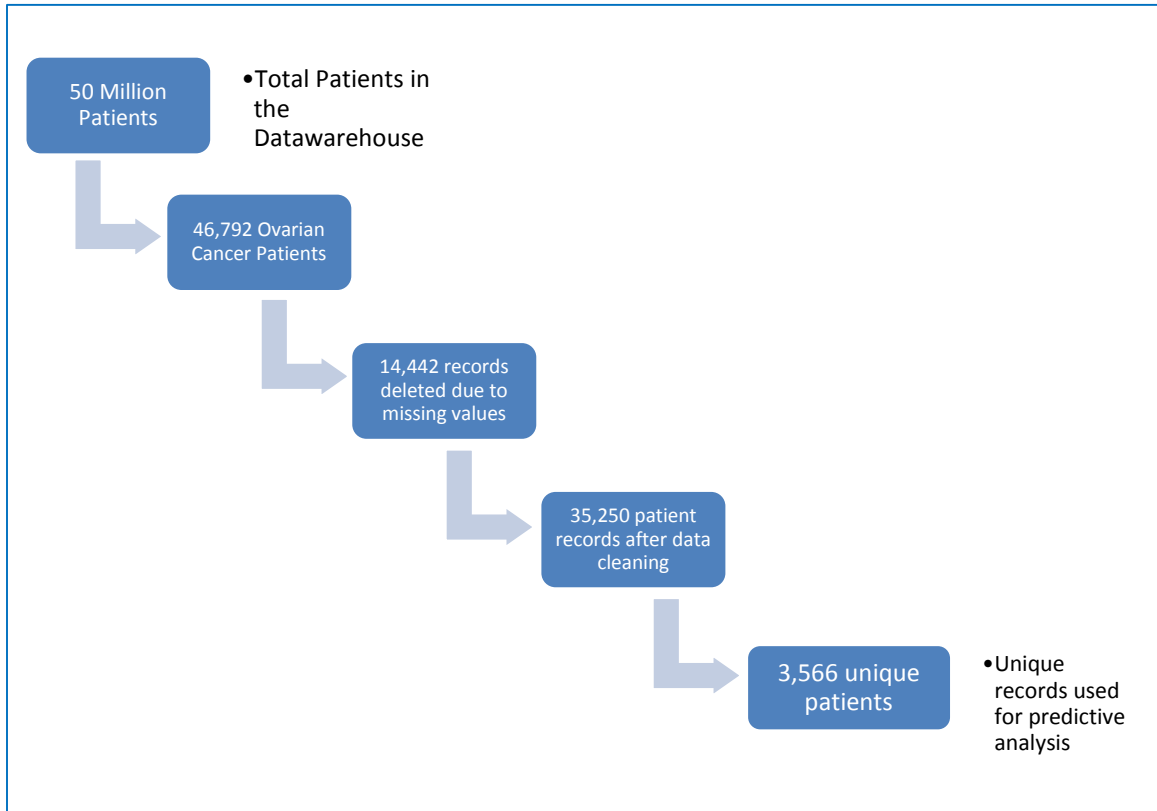 50 Million
Patients
•Total Patients in
the
Datawarehouse
46,792 Ovarian
Cancer Patients
14,442 records
deleted due to
missing values
35,250 patient
records after data
cleaning
3,566 unique
patients
•Unique
records used
for predictive
analysis